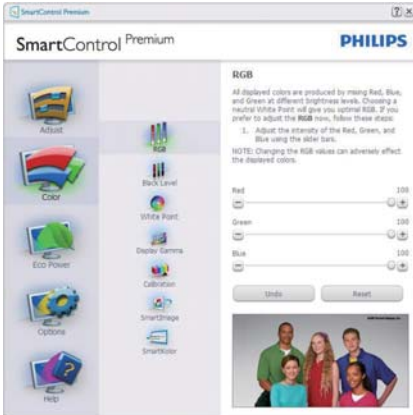 SmartControl Premium
SmartControl Premium
PHILIPS
Adjust
Color
Eco Power
Options
Help
RGB
Black Level
White Point
Display Gamma
Calibration
SmartImage
SmartKolor
RGB
All displayed colors are produced by mixing Red, Blue,
and Green at different brightness levels. Choosing a
neutral White Point will give you optimal RGB. If you
prefer to adjust the RGB now, follow these steps:
1. Adjust the intensity of the Red, Green, and
Blue using the slider bars.
NOTE: Changing the RGB values can adversely effect
the displayed colors.
Red 100
Green 100
Blue 100
Undo Reset